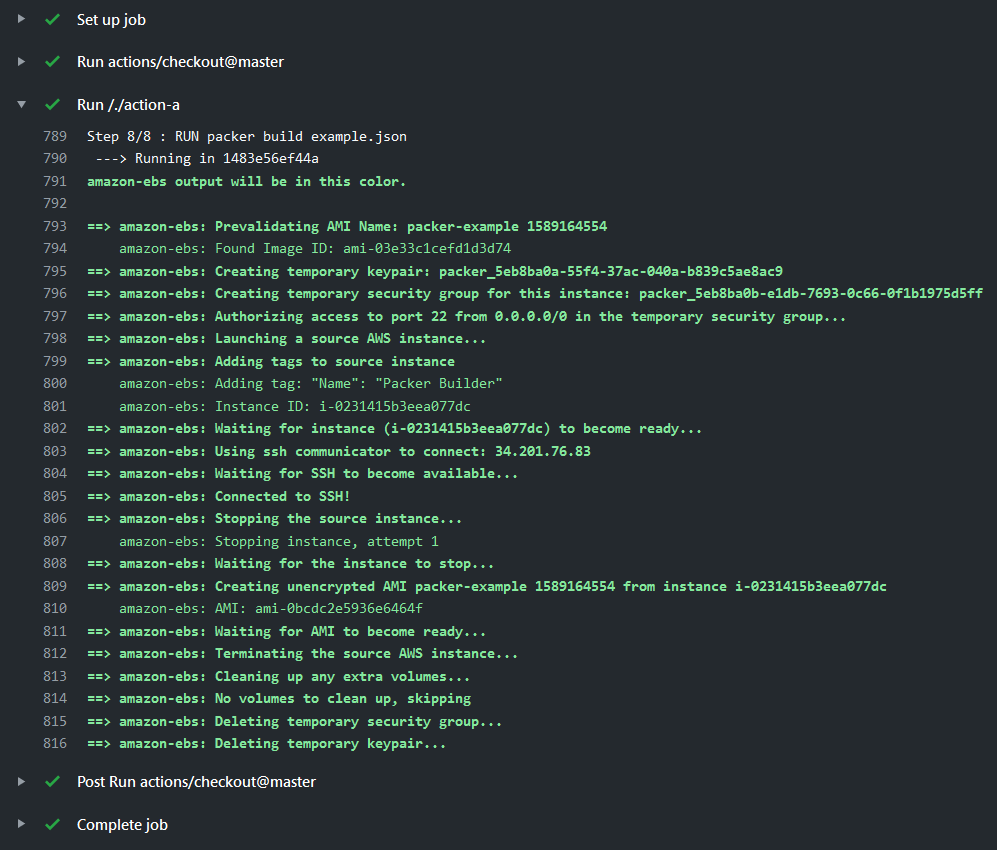 Set up job
Run actions/checkout@master
Run /./action-a
789 Step 8/8 : RUN packer build example.json
790 ---> Running in 1483e56ef44a
791 amazon-ebs output will be in this color.
792
793 ==> amazon-ebs: Prevalidating AMI Name: packer-example 1589164554
794 amazon-ebs: Found Image ID: ami-03e33c1cefd1d3d74
795 ==> amazon-ebs: Creating temporary keypair: packer_5eb8ba0a-55f4-37ac-040a-b839c5ae8ac9
796 ==> amazon-ebs: Creating temporary security group for this instance: packer_5eb8ba0b-e1db-7693-0c66-0f1b1975d5ff
797 ==> amazon-ebs: Authorizing access to port 22 from 0.0.0.0/0 in the temporary security group...
798 ==> amazon-ebs: Launching a source AWS instance...
799 ==> amazon-ebs: Adding tags to source instance
800 amazon-ebs: Adding tag: "Name": "Packer Builder"
801 amazon-ebs: Instance ID: i-0231415b3eea077dc
802 ==> amazon-ebs: Waiting for instance (i-0231415b3eea077dc) to become ready...
803 ==> amazon-ebs: Using ssh communicator to connect: 34.201.76.83
804 ==> amazon-ebs: Waiting for SSH to become available...
805 ==> amazon-ebs: Connected to SSH!
806 ==> amazon-ebs: Stopping the source instance...
807 amazon-ebs: Stopping instance, attempt 1
808 ==> amazon-ebs: Waiting for the instance to stop...
809 ==> amazon-ebs: Creating unencrypted AMI packer-example 1589164554 from instance i-0231415b3eea077dc
810 amazon-ebs: AMI: ami-0bcdc2e5936e6464f
811 ==> amazon-ebs: Waiting for AMI to become ready...
812 ==> amazon-ebs: Terminating the source AWS instance...
813 ==> amazon-ebs: Cleaning up any extra volumes...
814 ==> amazon-ebs: No volumes to clean up, skipping
815 ==> amazon-ebs: Deleting temporary security group...
816 ==> amazon-ebs: Deleting temporary keypair...
Post Run actions/checkout@master
Complete job